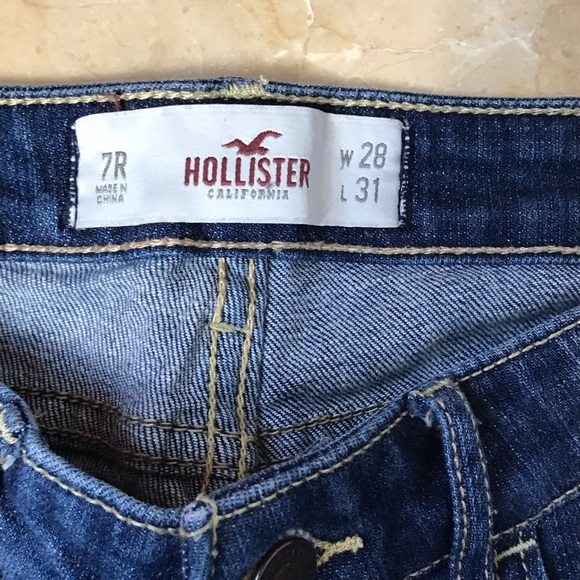 7R
MADE IN
CHINA
HOLLISTER
CALIFORNIA
W 28
L 31